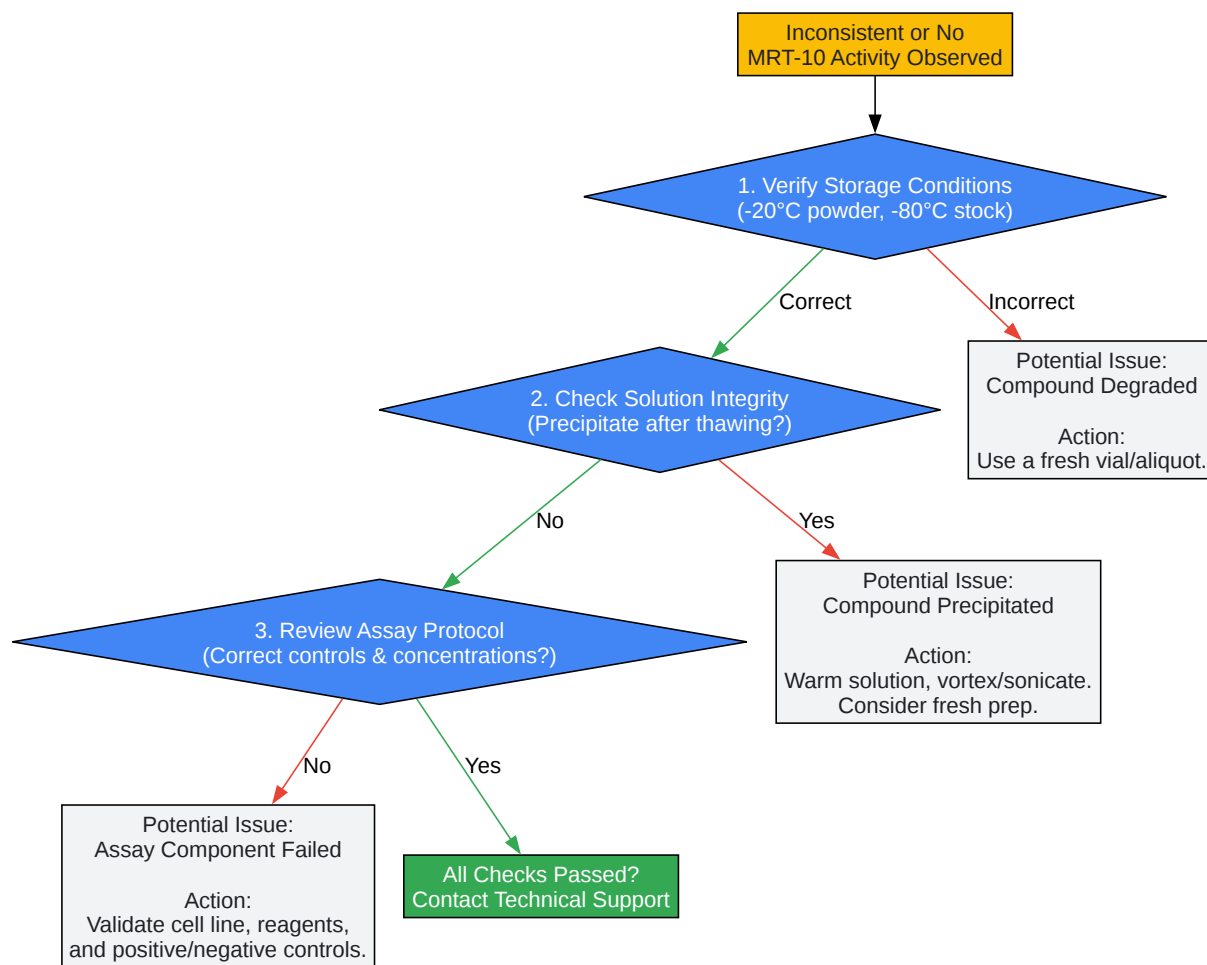 Inconsistent or No
MRT-10 Activity Observed
1. Verify Storage Conditions
(-20°C powder, -80°C stock)
Correct
Incorrect
Potential Issue:
Compound Degraded
Action:
Use a fresh vial/aliquot.
2. Check Solution Integrity
(Precipitate after thawing?)
No
Yes
Potential Issue:
Compound Precipitated
Action:
Warm solution, vortex/sonicate.
Consider fresh prep.
3. Review Assay Protocol
(Correct controls & concentrations?)
No
Yes
Potential Issue:
Assay Component Failed
Action:
Validate cell line, reagents,
and positive/negative controls.
All Checks Passed?
Contact Technical Support